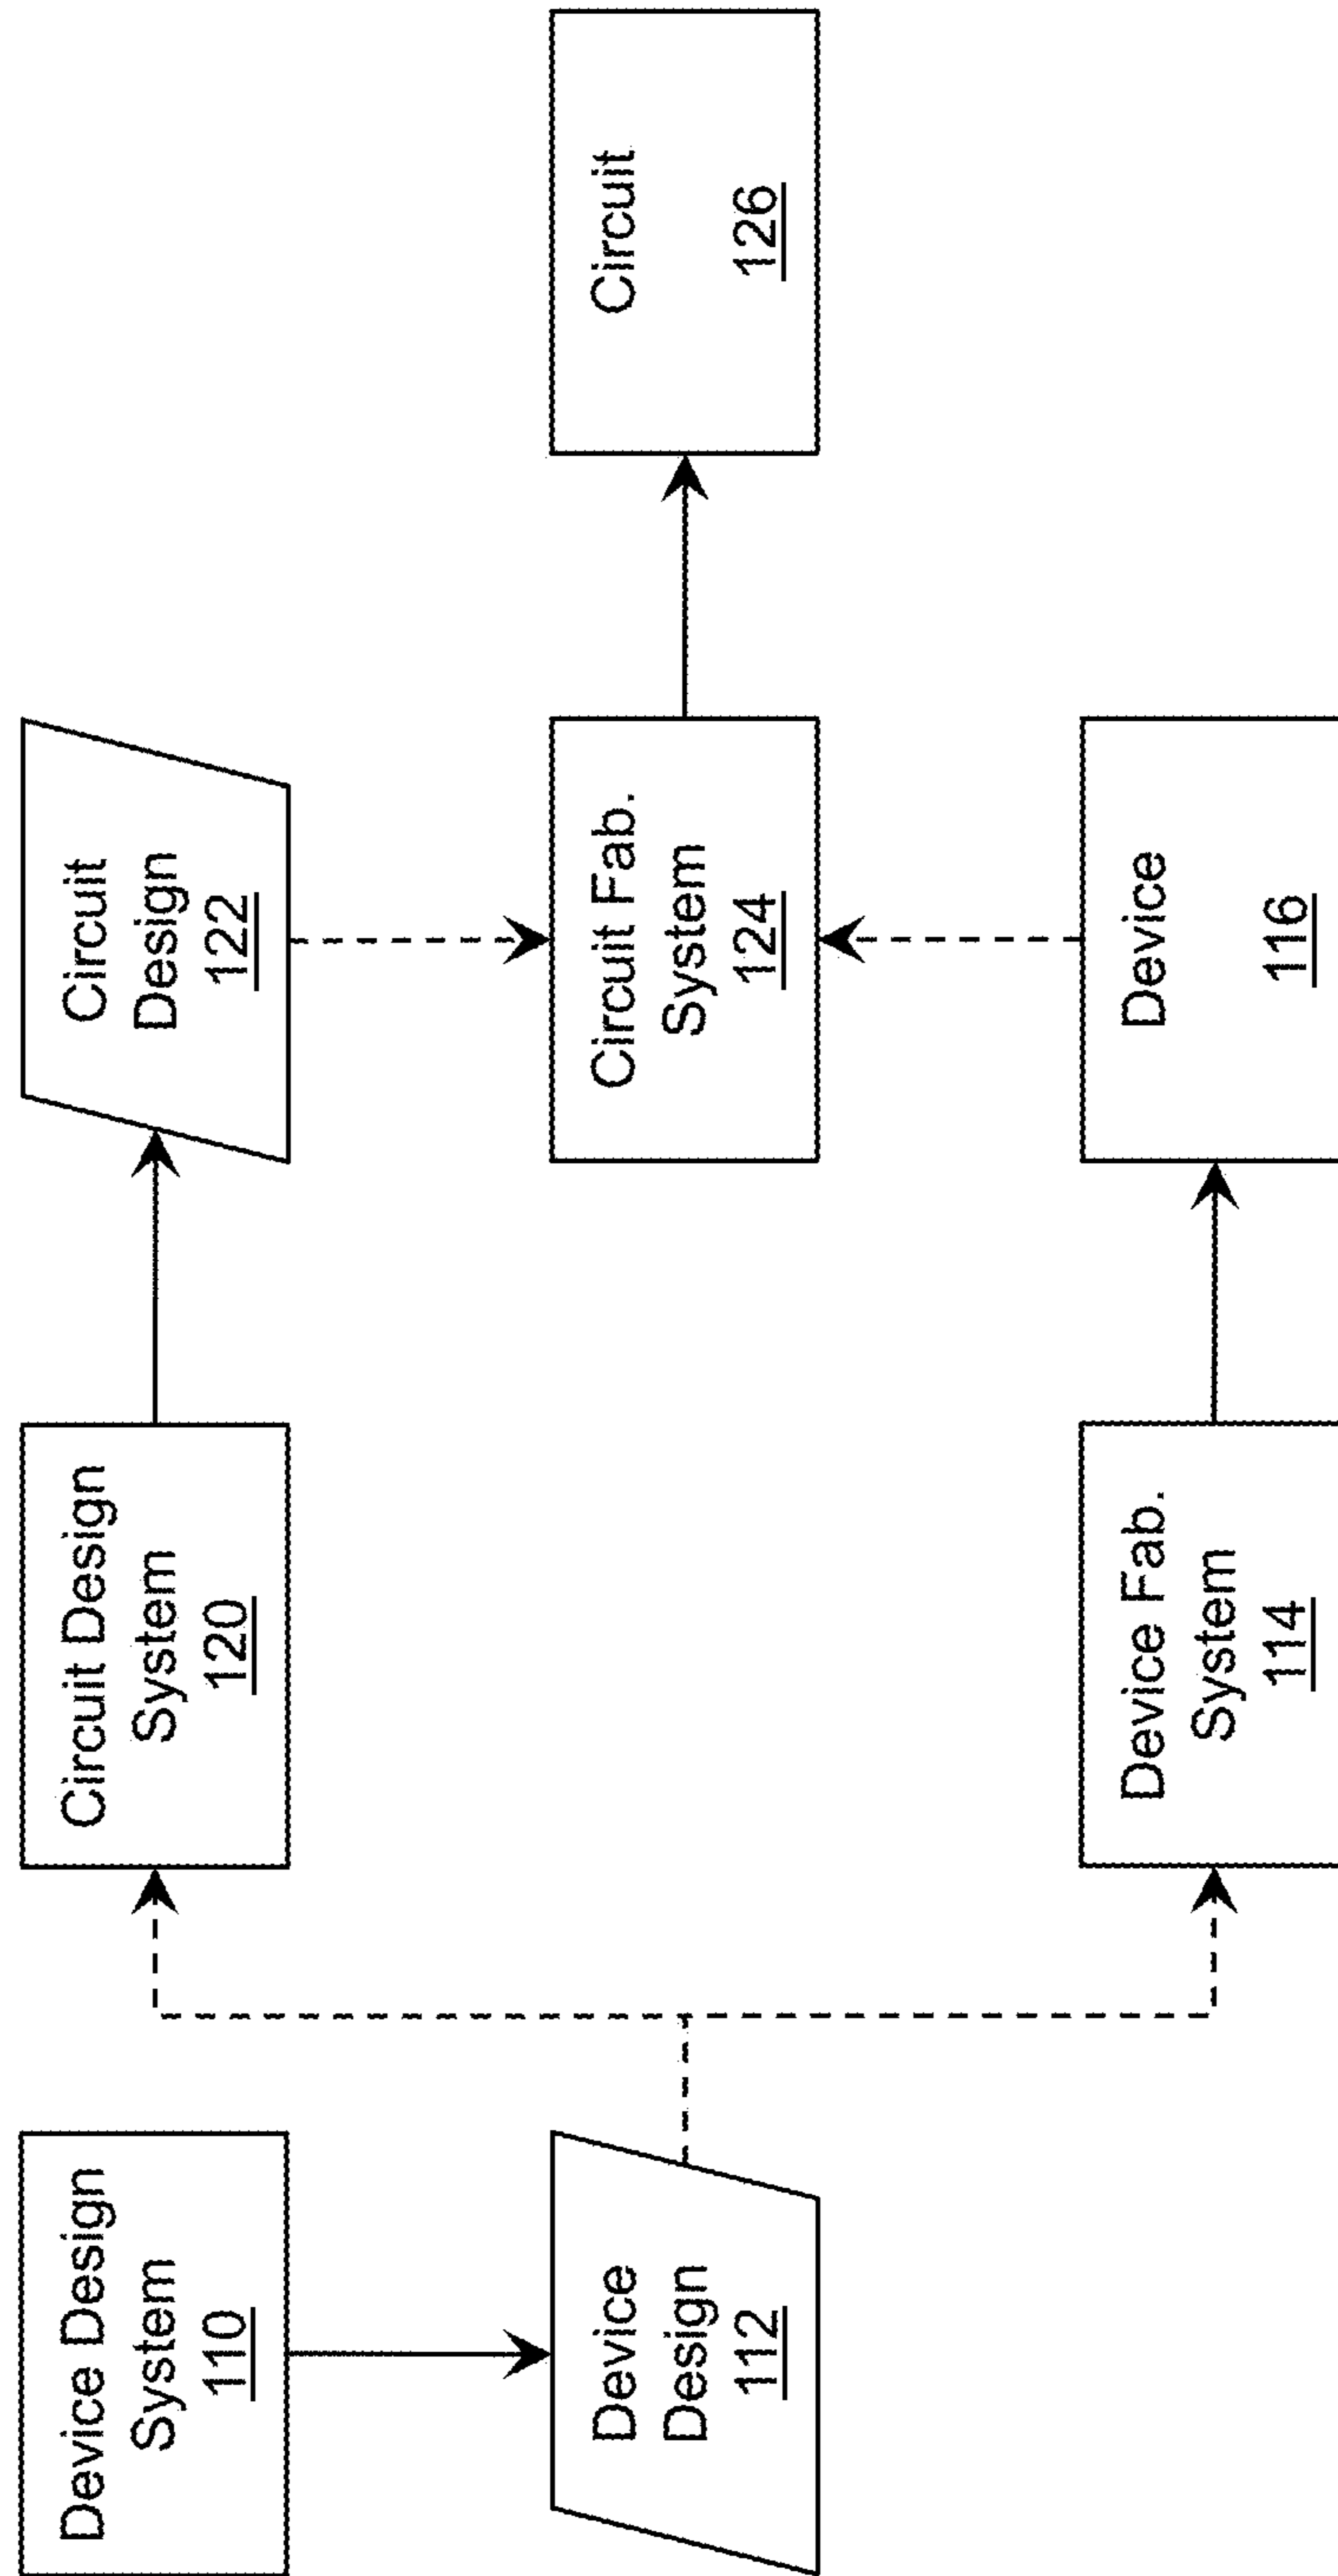 Device Design
System
110
Circuit Design
System
120
Circuit
Design
122
Device
Design
112
Circuit Fab.
System
124
Circuit
126
Device Fab.
System
114
Device
116